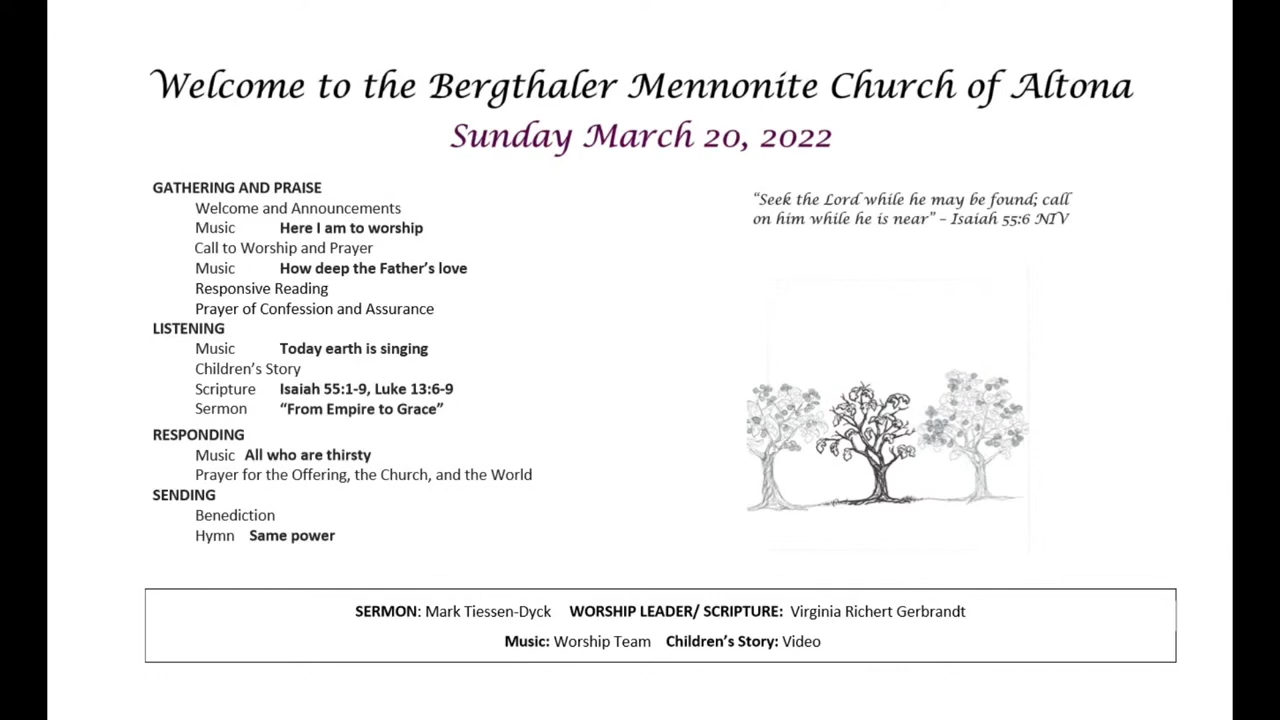 Welcome to the Bergthaler Mennonite Church of Altona
Sunday March 20, 2022
GATHERING AND PRAISE
Welcome and Announcements
Music Here I am to worship
Call to Worship and Prayer
Music How deep the Father's love
Responsive Reading
Prayer of Confession and Assurance
LISTENING
Music Today earth is singing
Children's Story
Scripture Isaiah 55:1-9, Luke 13:6-9
Sermon "From Empire to Grace"
RESPONDING
Music All who are thirsty
Prayer for the Offering, the Church, and the World
SENDING
Benediction
Hymn Same power
"Seek the Lord while he may be found; call
on him while he is near" – Isaiah 55:6 NIV
SERMON: Mark Tiessen-Dyck WORSHIP LEADER/ SCRIPTURE: Virginia Richert Gerbrandt
Music: Worship Team Children's Story: Video